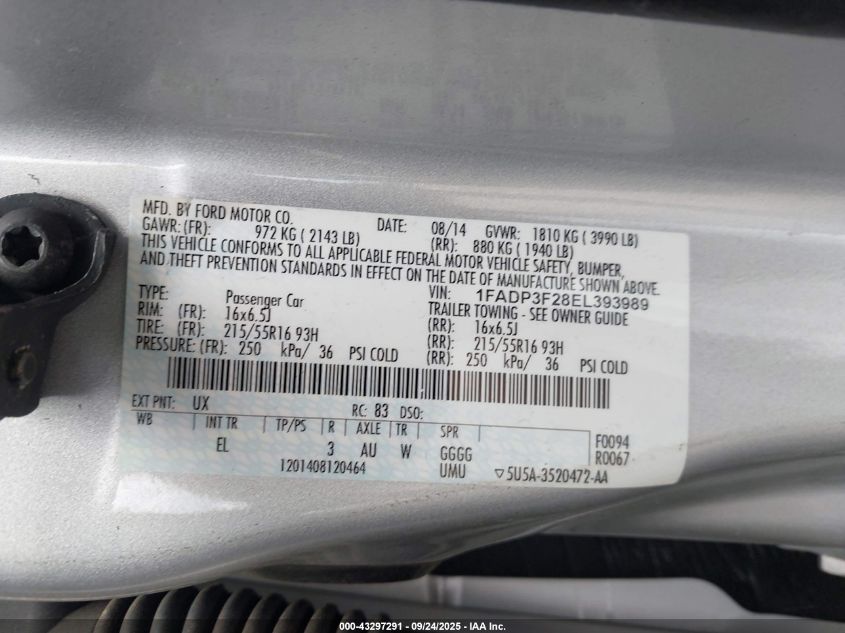 MFD. BY FORD MOTOR CO.
DATE: 08/14 GVWR: 1810 KG ( 3990 LB)
GAWR: (FR): 972 KG ( 2143 LB) (RR): 880 KG ( 1940 LB)
THIS VEHICLE CONFORMS TO ALL APPLICABLE FEDERAL MOTOR VEHICLE SAFETY, BUMPER,
AND THEFT PREVENTION STANDARDS IN EFFECT ON THE DATE OF MANUFACTURE SHOWN ABOVE.
VIN: 1FADP3F28EL393989
TYPE: Passenger Car TRAILER TOWING - SEE OWNER GUIDE
RIM: (FR): 16x6.5J (RR): 16x6.5J
TIRE: (FR): 215/55R16 93H (RR): 215/55R16 93H
PRESSURE: (FR): 250 kPa/ 36 PSI COLD (RR): 250 kPa/ 36 PSI COLD
EXT PNT: UX RC: 83 DSO:
WB INT TR TP/PS R AXLE TR SPR
EL 3 AU W GGGG F0094
1201408120464 UMU R0067
▽5U5A-3520472-AA
000-43297291 - 09/24/2025 - IAA Inc.